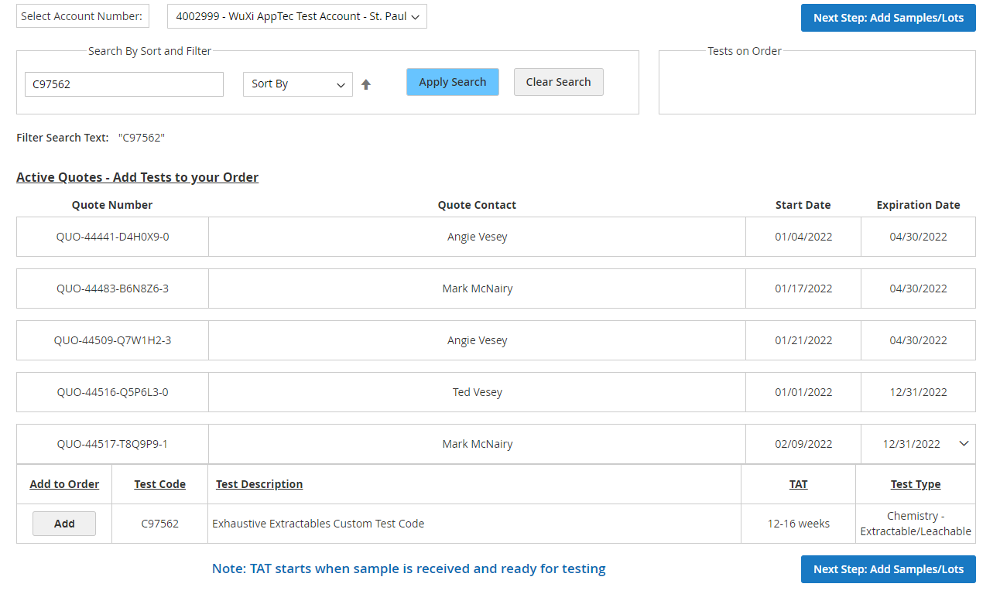 Select Account Number: 4002999 - WuXi AppTec Test Account - St. Paul Next Step: Add Samples/Lots
Search By Sort and Filter Tests on Order
C97562 Sort By Apply Search Clear Search
Filter Search Text: "C97562"
Active Quotes - Add Tests to your Order
Quote Number Quote Contact Start Date Expiration Date
QUO-44441-D4H0X9-0 Angie Vesey 01/04/2022 04/30/2022
QUO-44483-B6N8Z6-3 Mark McNairy 01/17/2022 04/30/2022
QUO-44509-Q7W1H2-3 Angie Vesey 01/21/2022 04/30/2022
QUO-44516-Q5P6L3-0 Ted Vesey 01/01/2022 12/31/2022
QUO-44517-T8Q9P9-1 Mark McNairy 02/09/2022 12/31/2022
Add to Order Test Code Test Description TAT Test Type
Add C97562 Exhaustive Extractables Custom Test Code 12-16 weeks Chemistry -
Extractable/Leachable
Note: TAT starts when sample is received and ready for testing Next Step: Add Samples/Lots